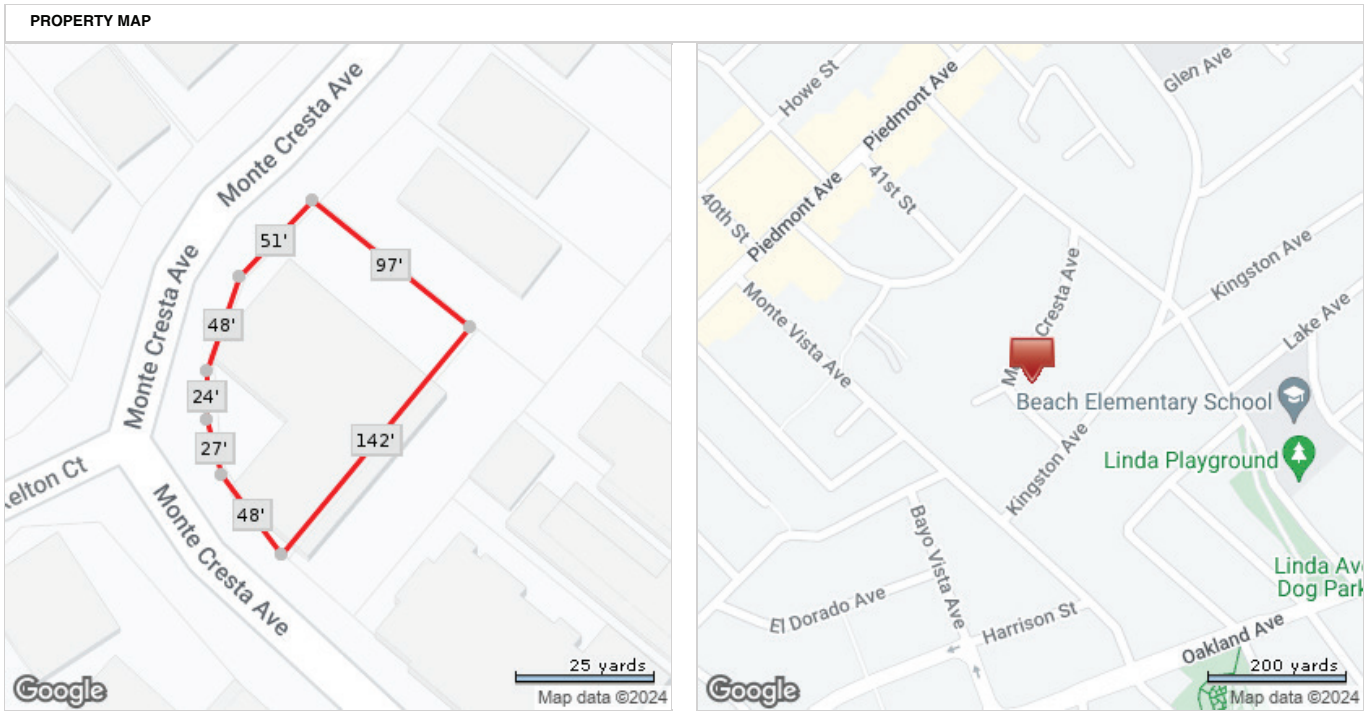 PROPERTY MAP
Monte Cresta Ave
51'
97'
Monte Cresta Ave
48'
24'
27'
142'
elton Ct
48'
Monte Cresta Ave
25 yards
Google
Map data ©2024
Glen Ave
Howe St
Piedmont Ave
41st St
40th St
Piedmont Ave
Kingston Ave
Cresta Ave
M
Monte Vista Ave
Lake Ave
Beach Elementary School
Linda Playground
Kingston Ave
Bayo Vista Ave
Linda Av
Dog Park
El Dorado Ave
Harrison St
Oakland Ave
200 yards
Google
Map data ©2024